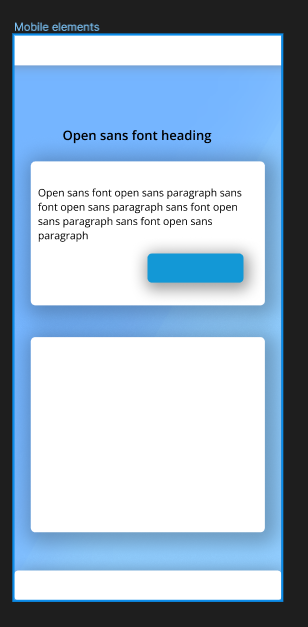 Mobile elements
Open sans font heading
Open sans font open sans paragraph sans
font open sans paragraph sans font open
sans paragraph sans font open sans
paragraph